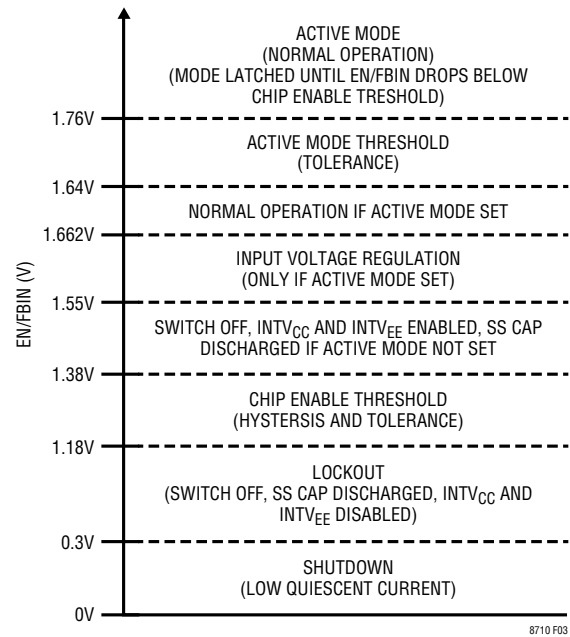 ACTIVE MODE
(NORMAL OPERATION)
(MODE LATCHED UNTIL EN/FBIN DROPS BELOW
CHIP ENABLE TRESHOLD)
1.76V
ACTIVE MODE THRESHOLD
(TOLERANCE)
1.64V
NORMAL OPERATION IF ACTIVE MODE SET
1.662V
EN/FBIN (V)
INPUT VOLTAGE REGULATION
(ONLY IF ACTIVE MODE SET)
1.55V
SWITCH OFF, INTVCC AND INTVEE ENABLED, SS CAP
DISCHARGED IF ACTIVE MODE NOT SET
1.38V
CHIP ENABLE THRESHOLD
(HYSTERSIS AND TOLERANCE)
1.18V
LOCKOUT
(SWITCH OFF, SS CAP DISCHARGED, INTVCC AND
INTVEE DISABLED)
0.3V
SHUTDOWN
(LOW QUIESCENT CURRENT)
0V
8710 F03